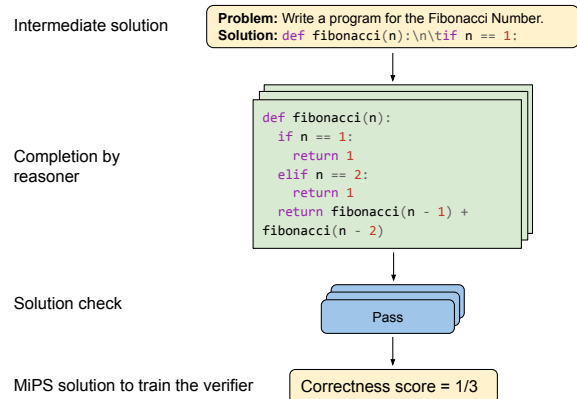 Intermediate solution
Problem: Write a program for the Fibonacci Number.
Solution: def fibonacci(n):\n\tif n == 1:
Completion by
reasoner
def fibonacci(n):
  if n == 1:
    return 1
  elif n == 2:
    return 1
  return fibonacci(n - 1) +
fibonacci(n - 2)
Solution check
Pass
MiPS solution to train the verifier
Correctness score = 1/3